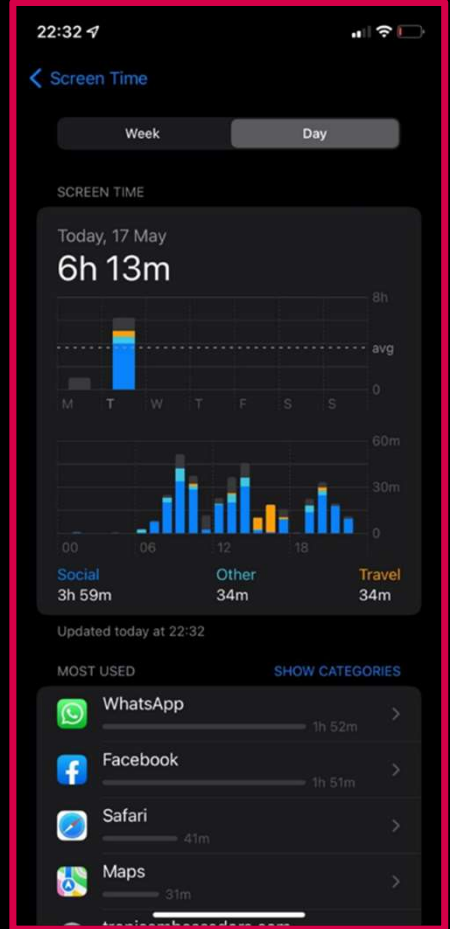 22:32
Screen Time
Week Day
SCREEN TIME
Today, 17 May
6h 13m
8h
avg
0
M T W T F S S
60m
30m
0
00 06 12 18
Social Other Travel
3h 59m 34m 34m
Updated today at 22:32
MOST USED SHOW CATEGORIES
WhatsApp
1h 52m
Facebook
1h 51m
Safari
41m
Maps
31m